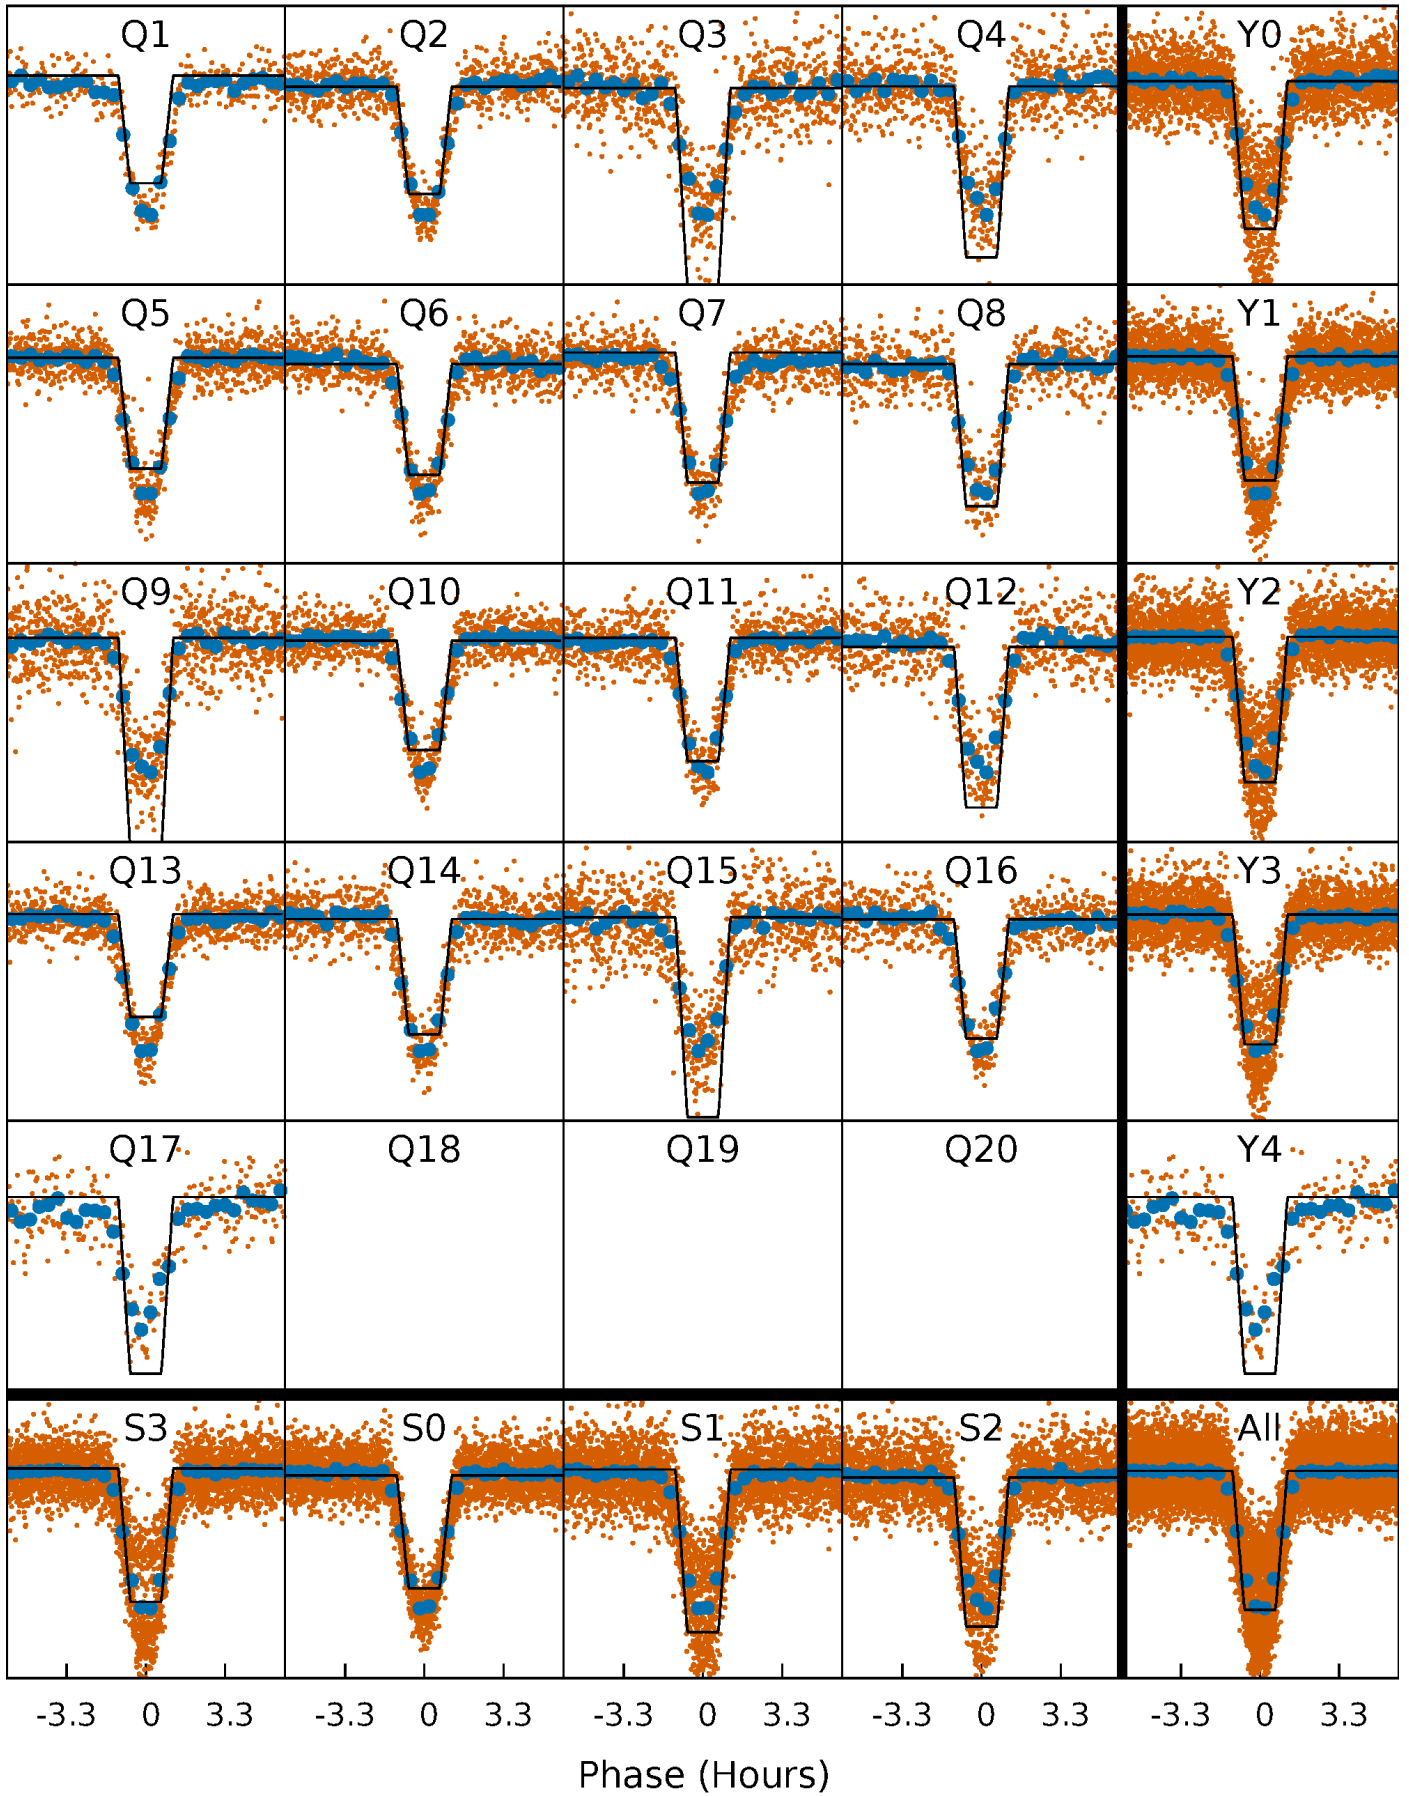 Q1 Q2 Q3 Q4 Y0
Q5 Q6 Q7 Q8 Y1
Q9 Q10 Q11 Q12 Y2
Q13 Q14 Q15 Q16 Y3
Q17 Q18 Q19 Q20 Y4
S3 S0 S1 S2 All
-3.3 0 3.3 -3.3 0 3.3 -3.3 0 3.3 -3.3 0 3.3 -3.3 0 3.3
Phase (Hours)